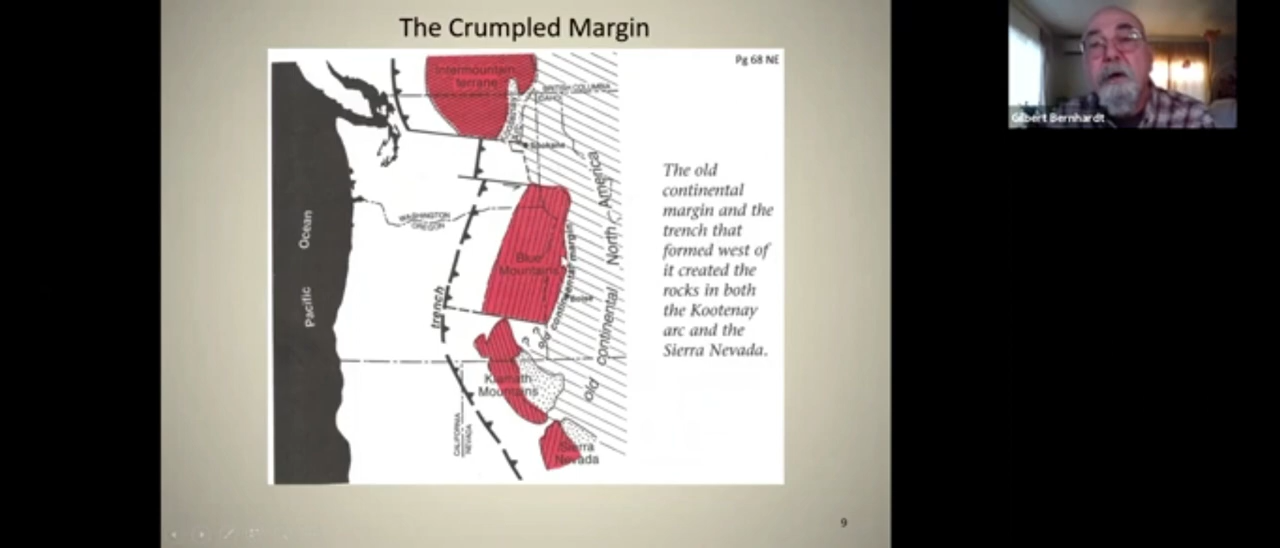 The Crumpled Margin
Pg 68 NE
Intermountain
terrane
BRITISH COLUMBIA
IDAHO
Spokane
WASHINGTON
OREGON
Pacific Ocean
trench
Blue
Mountains
old continental margin
Boise
? ?
old continental North America
Klamath
Mountains
CALIFORNIA
NEVADA
Sierra
Nevada
The old
continental
margin and the
trench that
formed west of
it created the
rocks in both
the Kootenay
arc and the
Sierra Nevada.
9
Gilbert Bernhardt